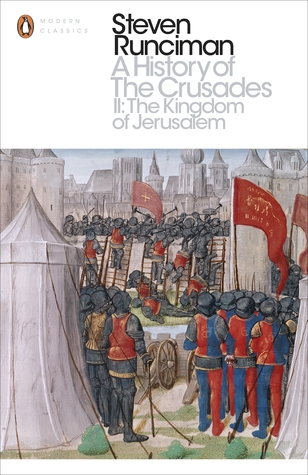 MODERN
CLASSICS
Steven
Runciman
A History of
The Crusades
II: The Kingdom
of Jerusalem